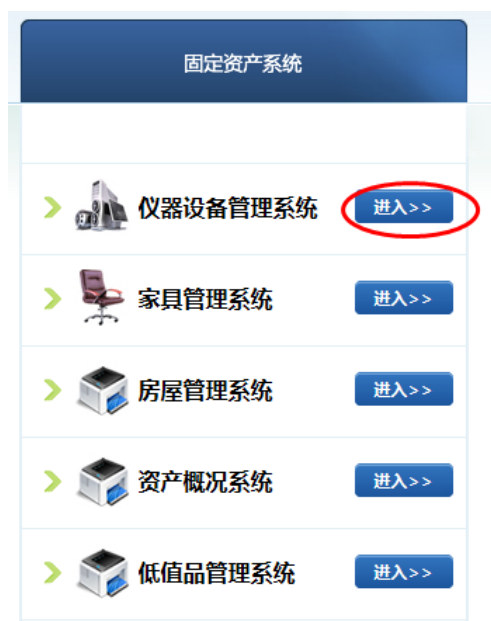 固定资产系统
仪器设备管理系统 进入>>
家具管理系统 进入>>
房屋管理系统 进入>>
资产概况系统 进入>>
低值品管理系统 进入>>